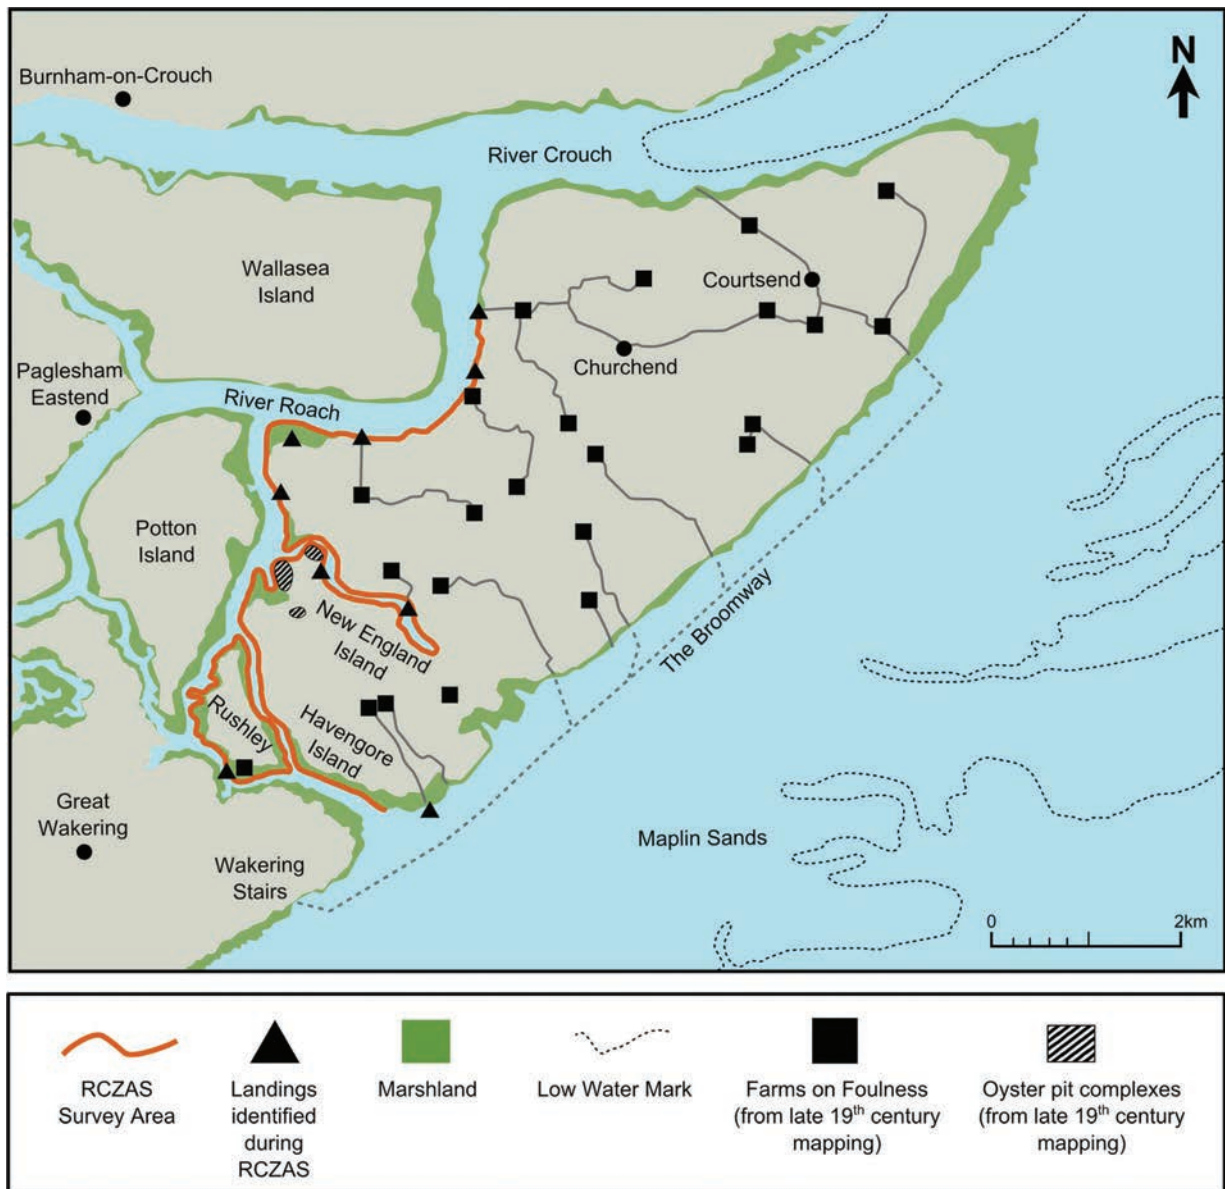 N
Burnham-on-Crouch
River Crouch
Wallasea
Island
Courtsend
Churchend
Paglesham
Eastend
River Roach
Potton
Island
The Broomway
New England
Island
Rushley
Havengore
Island
Great
Wakering
Maplin Sands
Wakering
Stairs
0 2km
RCZAS
Survey Area
Landings
identified
during
RCZAS
Marshland
Low Water Mark
Farms on Foulness
(from late 19th century
mapping)
Oyster pit complexes
(from late 19th century
mapping)